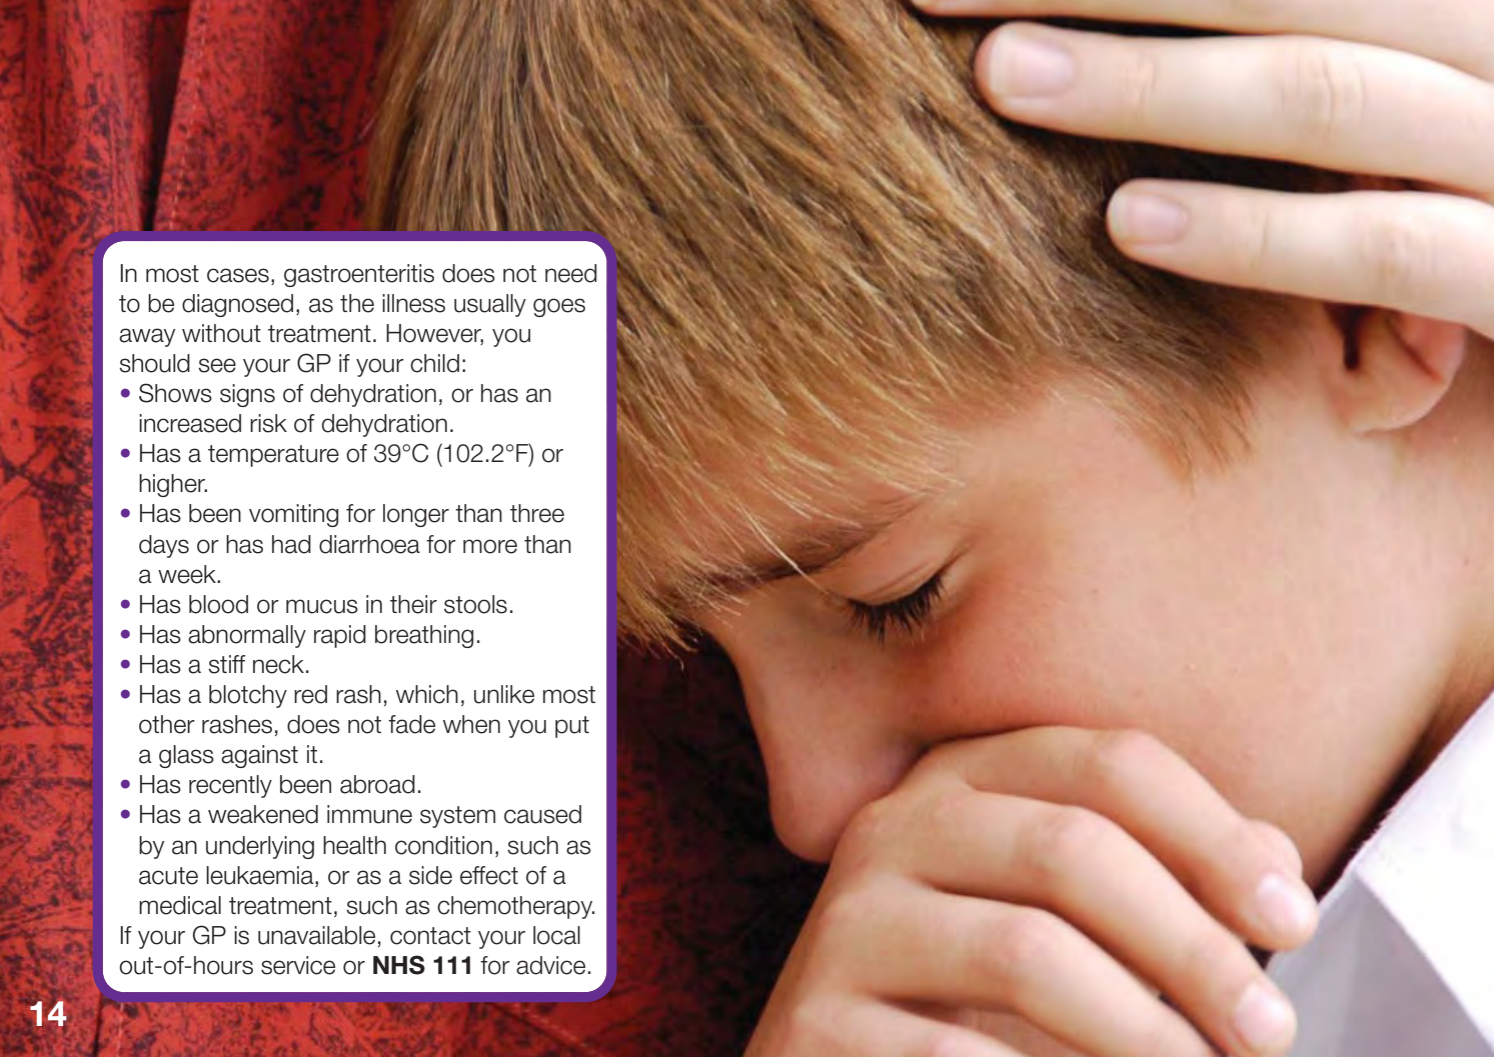 In most cases, gastroenteritis does not need
to be diagnosed, as the illness usually goes
away without treatment. However, you
should see your GP if your child:
• Shows signs of dehydration, or has an
increased risk of dehydration.
• Has a temperature of 39°C (102.2°F) or
higher.
• Has been vomiting for longer than three
days or has had diarrhoea for more than
a week.
• Has blood or mucus in their stools.
• Has abnormally rapid breathing.
• Has a stiff neck.
• Has a blotchy red rash, which, unlike most
other rashes, does not fade when you put
a glass against it.
• Has recently been abroad.
• Has a weakened immune system caused
by an underlying health condition, such as
acute leukaemia, or as a side effect of a
medical treatment, such as chemotherapy.
If your GP is unavailable, contact your local
out-of-hours service or NHS 111 for advice.
14